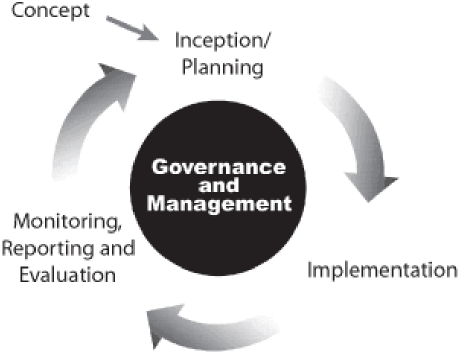 Concept
Inception/
Planning
Governance
and
Management
Monitoring,
Reporting and
Evaluation
Implementation